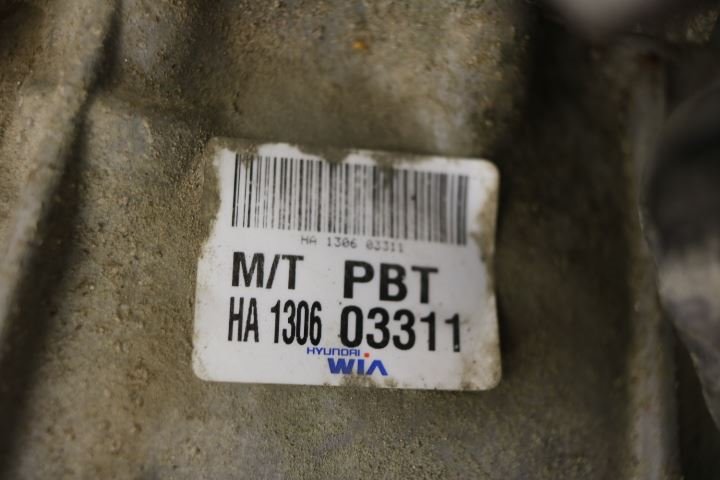 HA 1306 03311
M/T PBT
HA 1306 03311
HYUNDAI
WIA